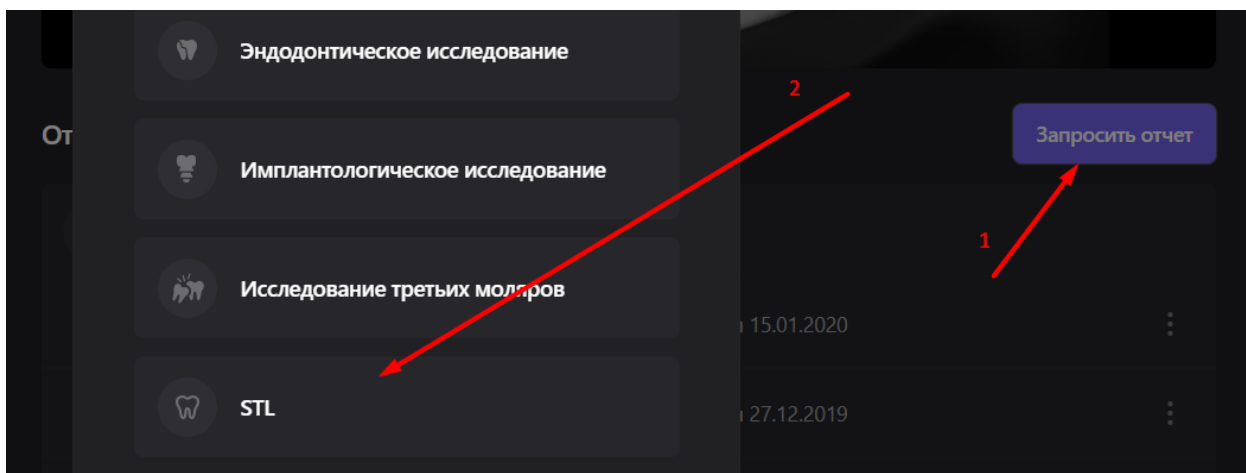 Эндодонтическое исследование
2
От
Запросить отчет
Имплантологическое исследование
1
Исследование третьих моляров
15.01.2020
STL
27.12.2019